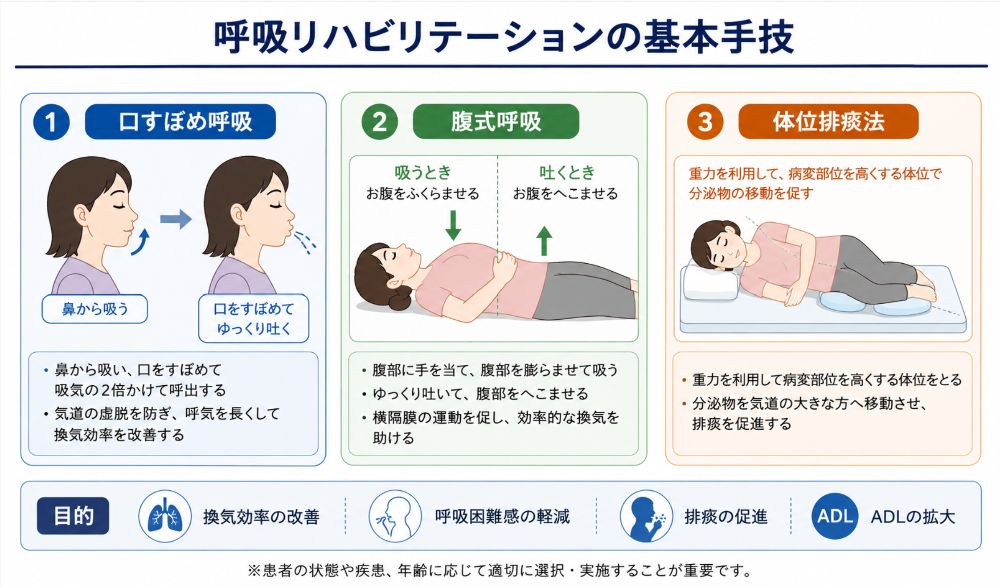 呼吸リハビリテーションの基本手技
1 口すぼめ呼吸
鼻から吸う
口をすぼめて
ゆっくり吐く
・鼻から吸い、口をすぼめて
吸気の2倍かけて呼出する
・気道の虚脱を防ぎ、呼気を長くして
換気効率を改善する
2 腹式呼吸
吸うとき
お腹をふくらませる
吐くとき
お腹をへこませる
・腹部に手を当て、腹部を膨らませて吸う
・ゆっくり吐いて、腹部をへこませる
・横隔膜の運動を促し、効率的な換気を
助ける
3 体位排痰法
重力を利用して、病変部位を高くする体位で
分泌物の移動を促す
・重力を利用して病変部位を高くする体位をとる
・分泌物を気道の大きな方へ移動させ、
排痰を促進する
目的
換気効率の改善
呼吸困難感の軽減
排痰の促進
ADL
ADLの拡大
※患者の状態や疾患、年齢に応じて適切に選択・実施することが重要です。